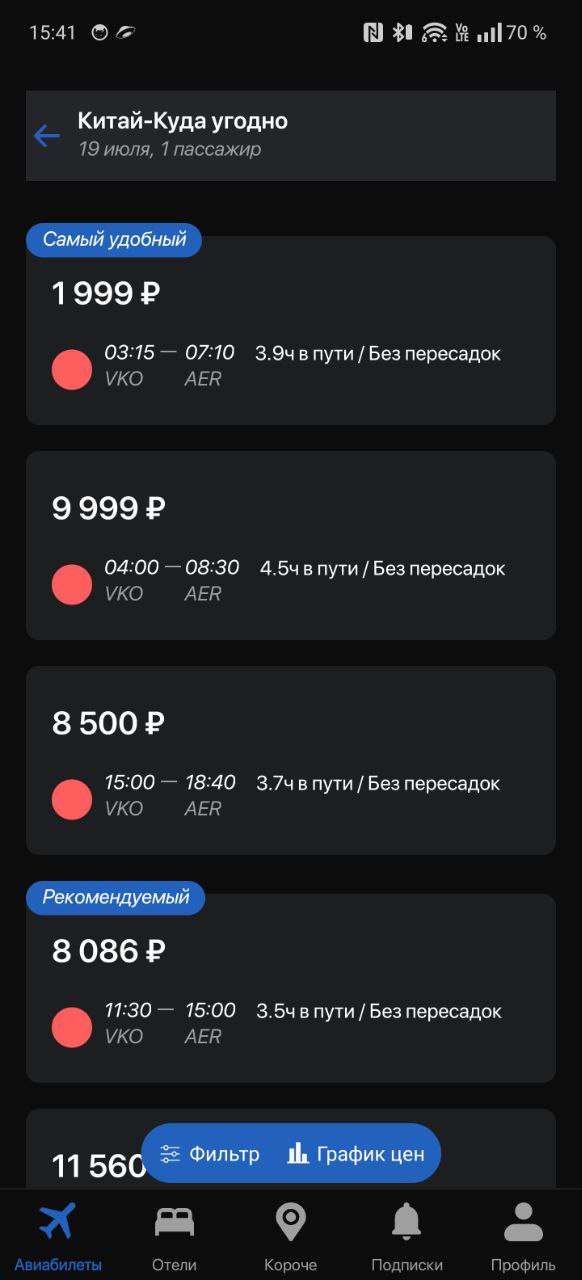 15:41
Vo LTE 70 %
Китай-Куда угодно
19 июля, 1 пассажир
Самый удобный
1 999 ₽
03:15 — 07:10 3.9ч в пути / Без пересадок
VKO AER
9 999 ₽
04:00 — 08:30 4.5ч в пути / Без пересадок
VKO AER
8 500 ₽
15:00 — 18:40 3.7ч в пути / Без пересадок
VKO AER
Рекомендуемый
8 086 ₽
11:30 — 15:00 3.5ч в пути / Без пересадок
VKO AER
11 560
Фильтр График цен
Авиабилеты Отели Короче Подписки Профиль